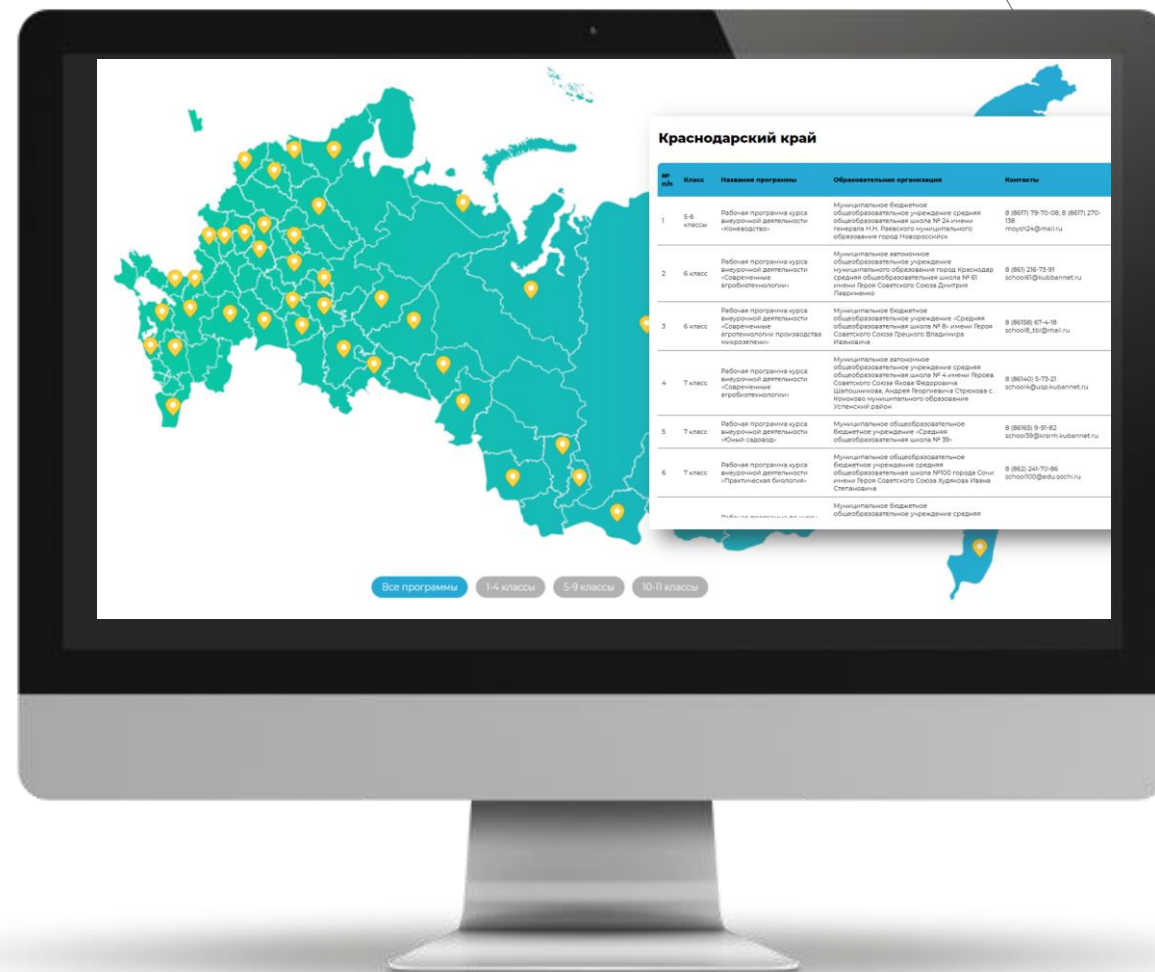 Краснодарский край
№ п/п Класс Название программы Образовательная организация Контакты
1
5-6
классы
Рабочая программа курса
внеурочной деятельности
«Коневодство»
Муниципальное бюджетное
общеобразовательное учреждение средняя
общеобразовательная школа № 24 имени
генерала Н.Н. Раевского муниципального
образования город Новороссийск
8 (8617) 79-70-08, 8 (8617) 270-
138
moysh24@mail.ru
2
6 класс
Рабочая программа курса
внеурочной деятельности
«Современные
агробиотехнологии»
Муниципальное автономное
общеобразовательное учреждение
муниципального образования город Краснодар
средняя общеобразовательная школа № 61
имени Героя Советского Союза Дмитрия
Лавриненко
8 (861) 216-73-91
school61@kubbannet.ru
3
6 класс
Рабочая программа курса
внеурочной деятельности
«Современные
агротехнологии производства
микрозелени»
Муниципальное бюджетное
общеобразовательное учреждение «Средняя
общеобразовательная школа № 8» имени Героя
Советского Союза Грецкого Владимира
Ивановича
8 (86158) 67-4-18
school8_tbl@mail.ru
4
7 класс
Рабочая программа курса
внеурочной деятельности
«Современные
агробиотехнологии»
Муниципальное автономное
общеобразовательное учреждение средняя
общеобразовательная школа № 4 имени Героев
Советского Союза Якова Федоровича
Шапошникова, Андрея Георгиевича Стрюкова с.
Коноково муниципального образования
Успенский район
8 (86140) 5-73-21
school4@usp.kubannet.ru
5
7 класс
Рабочая программа курса
внеурочной деятельности
«Юный садовод»
Муниципальное общеобразовательное
бюджетное учреждение «Средняя
общеобразовательная школа № 39»
8 (86165) 9-91-82
school39@krsrm.kubannet.ru
6
7 класс
Рабочая программа курса
внеурочной деятельности
«Практическая биология»
Муниципальное общеобразовательное
бюджетное учреждение средняя
общеобразовательная школа №100 города Сочи
имени Героя Советского Союза Худякова Ивана
Степановича
8 (862) 241-70-86
school100@edu.sochi.ru
Муниципальное бюджетное
общеобразовательное учреждение средняя
Все программы
1-4 классы
5-9 классы
10-11 классы